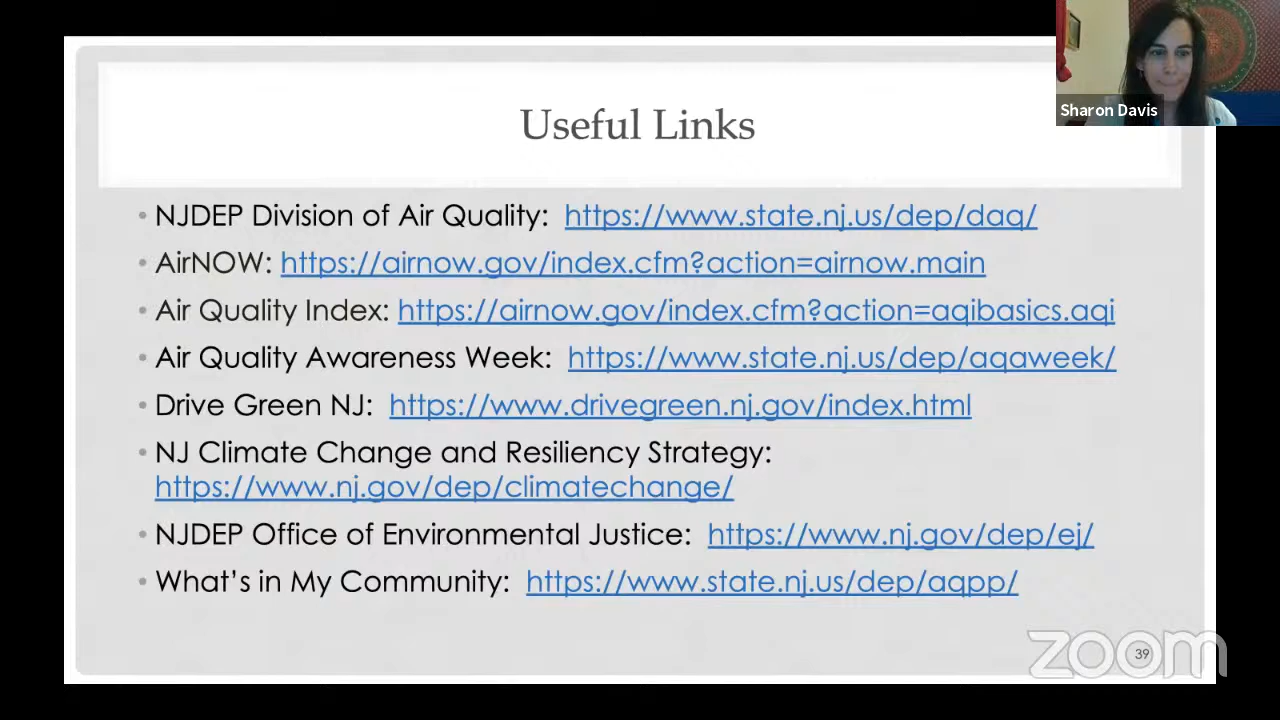 Sharon Davis
Useful Links
• NJDEP Division of Air Quality: https://www.state.nj.us/dep/daq/
• AirNOW: https://airnow.gov/index.cfm?action=airnow.main
• Air Quality Index: https://airnow.gov/index.cfm?action=aqibasics.aqi
• Air Quality Awareness Week: https://www.state.nj.us/dep/aqaweek/
• Drive Green NJ: https://www.drivegreen.nj.gov/index.html
• NJ Climate Change and Resiliency Strategy:
https://www.nj.gov/dep/climatechange/
• NJDEP Office of Environmental Justice: https://www.nj.gov/dep/ej/
• What's in My Community: https://www.state.nj.us/dep/aqpp/
zoom
39